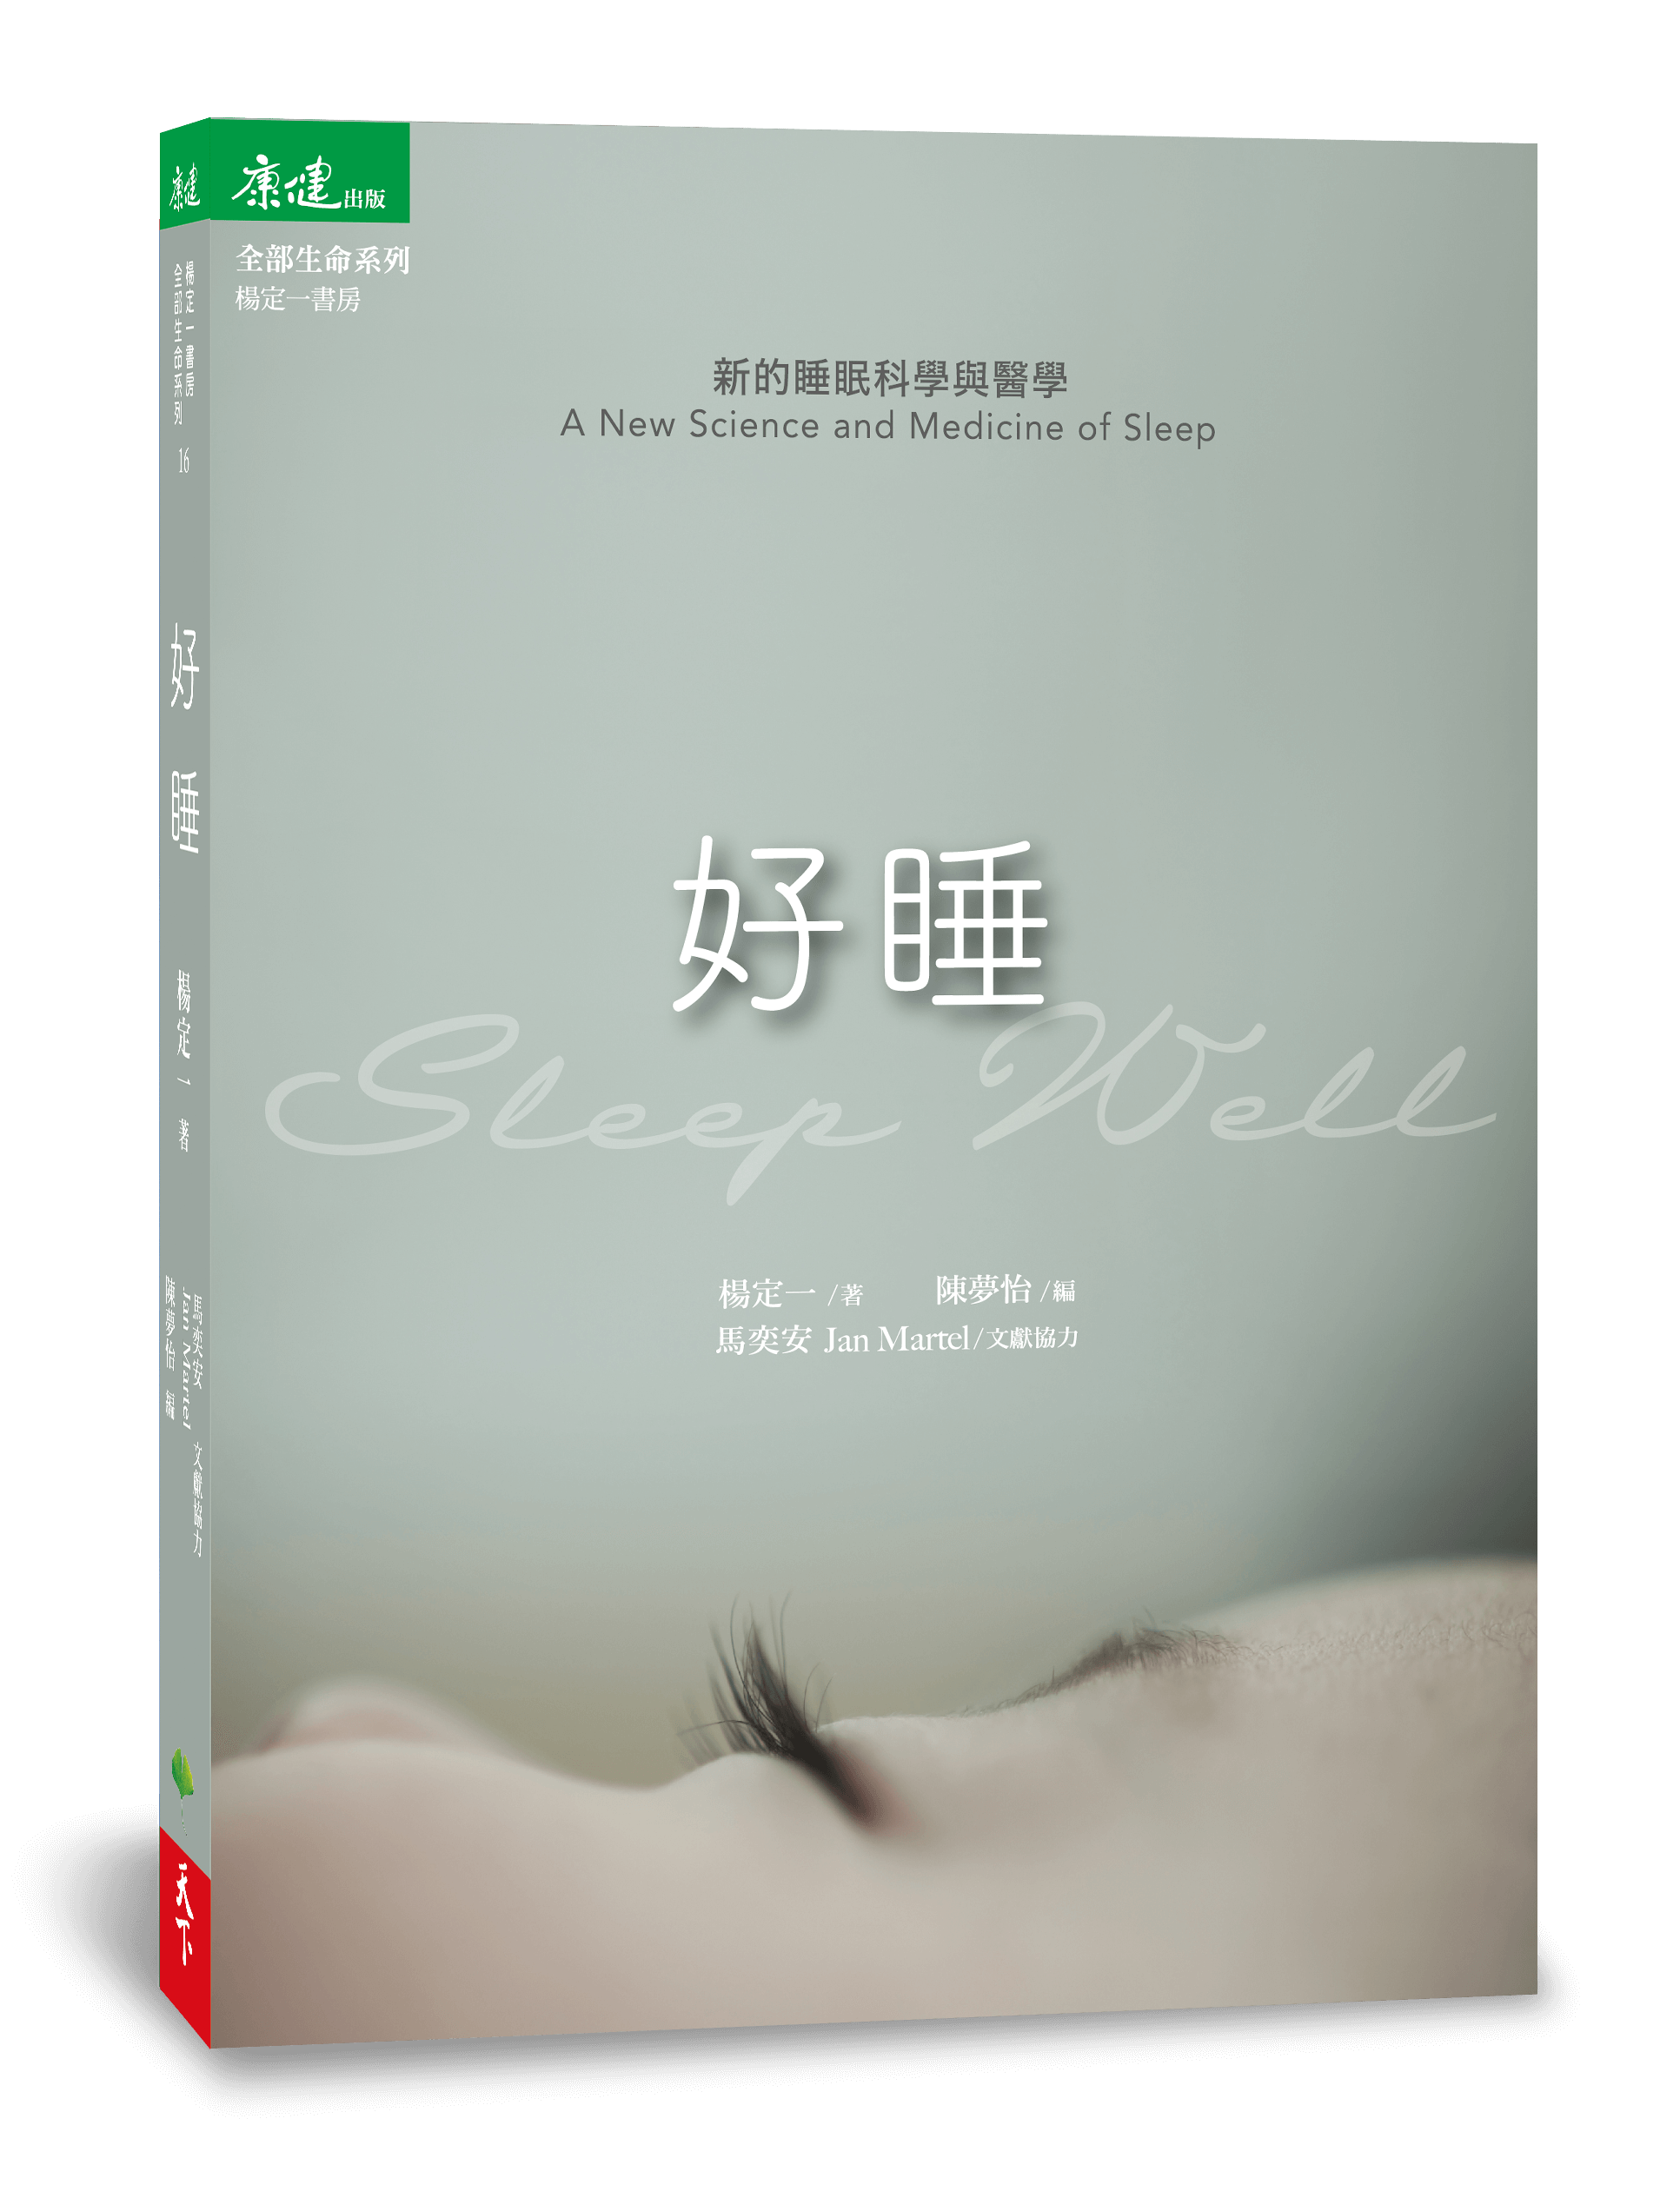 康健出版
全部生命系列
楊定一書房
新的睡眠科學與醫學
A New Science and Medicine of Sleep
好睡
Sleep Well
楊定一/著 陳夢怡/編
馬奕安 Jan Martel/文獻協力
康健
楊定一書房
全部生命系列
16
好睡
楊定一 著
馬奕安 Jan Martel 文獻協力
陳夢怡 編
天下